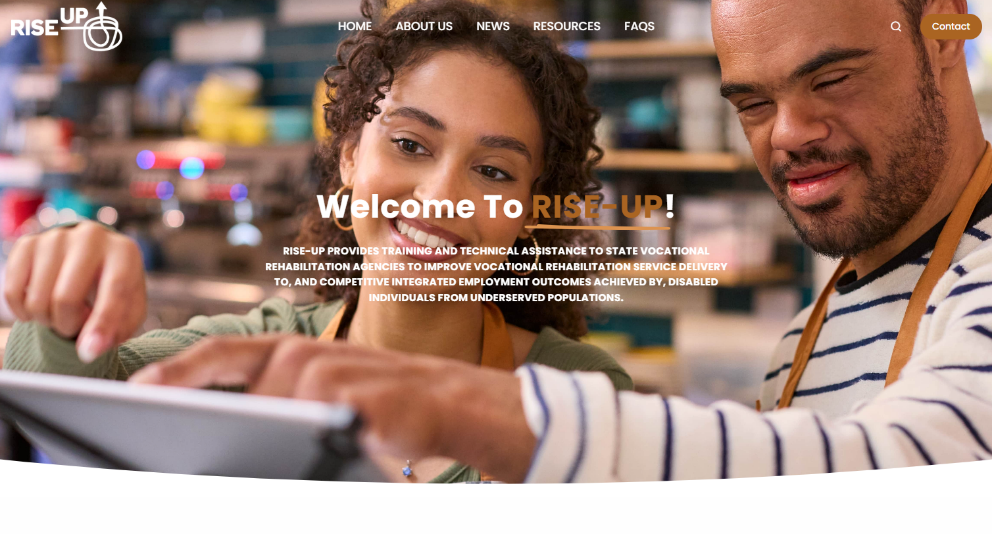 RISE UP
HOME ABOUT US NEWS RESOURCES FAQS
Contact
Welcome To RISE-UP!
RISE-UP PROVIDES TRAINING AND TECHNICAL ASSISTANCE TO STATE VOCATIONAL
REHABILITATION AGENCIES TO IMPROVE VOCATIONAL REHABILITATION SERVICE DELIVERY
TO, AND COMPETITIVE INTEGRATED EMPLOYMENT OUTCOMES ACHIEVED BY, DISABLED
INDIVIDUALS FROM UNDERSERVED POPULATIONS.